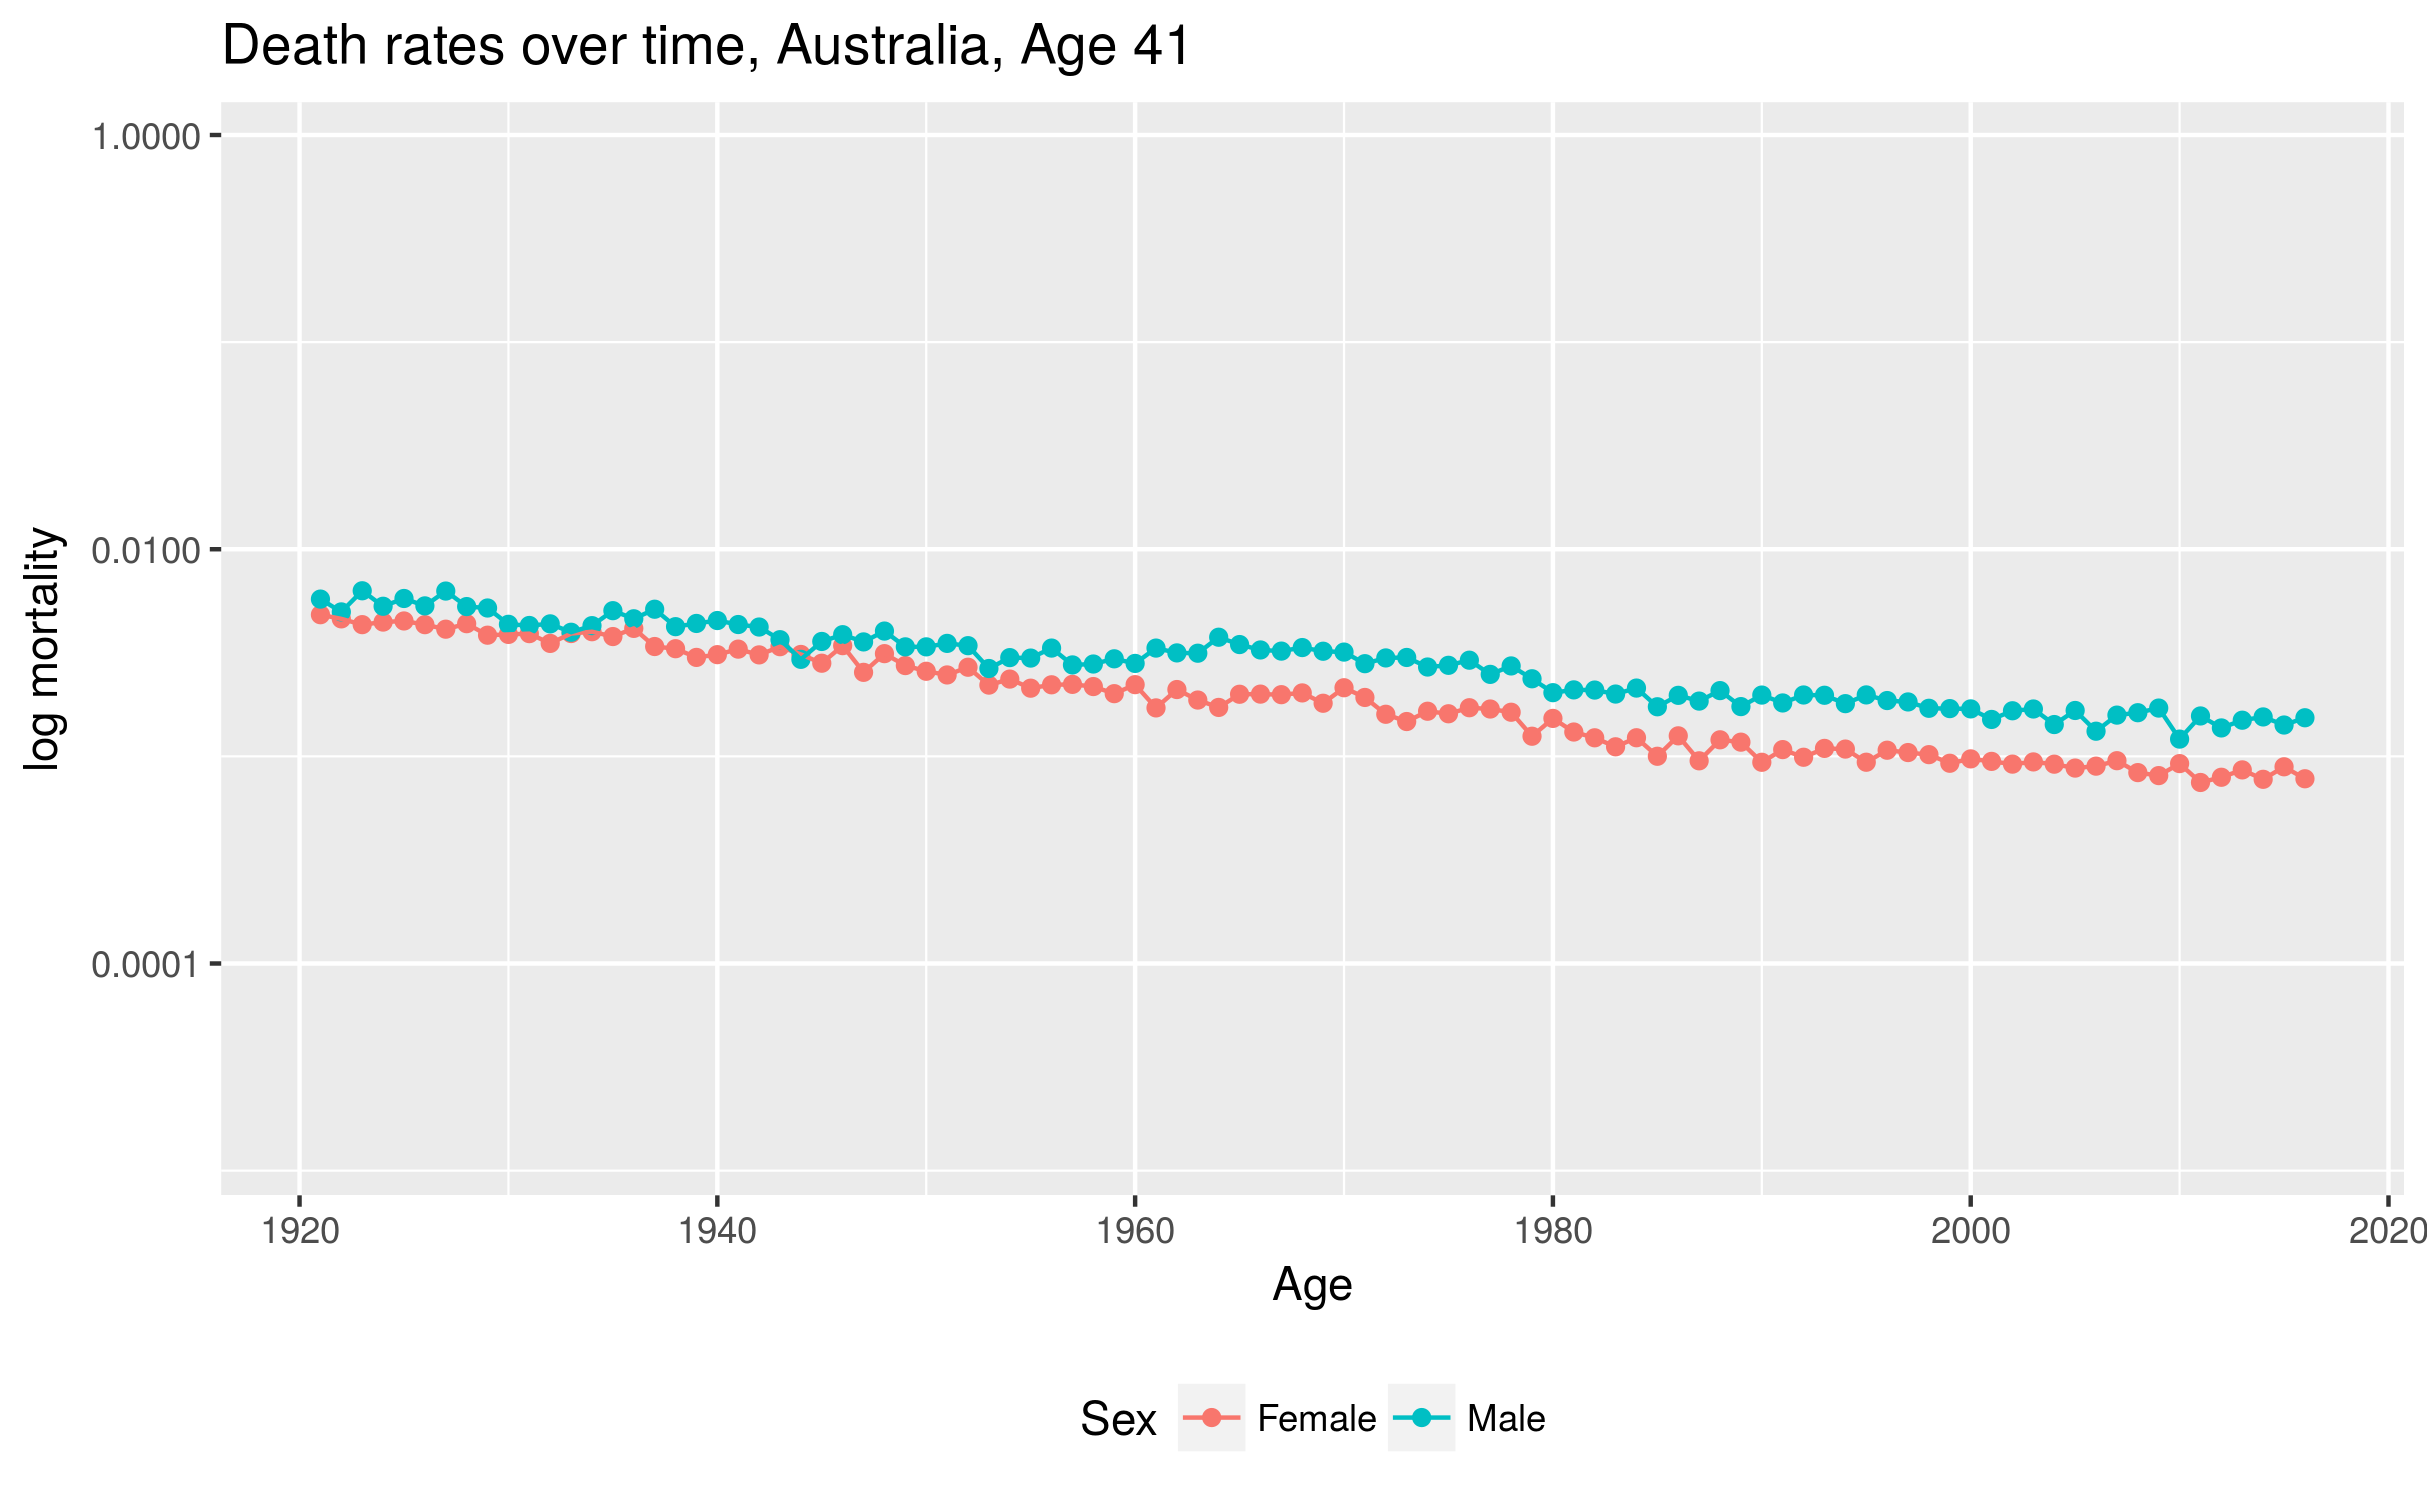 Death rates over time, Australia, Age 41
1.0000
0.0100
0.0001
log mortality
1920 1940 1960 1980 2000 2020
Age
Sex Female Male